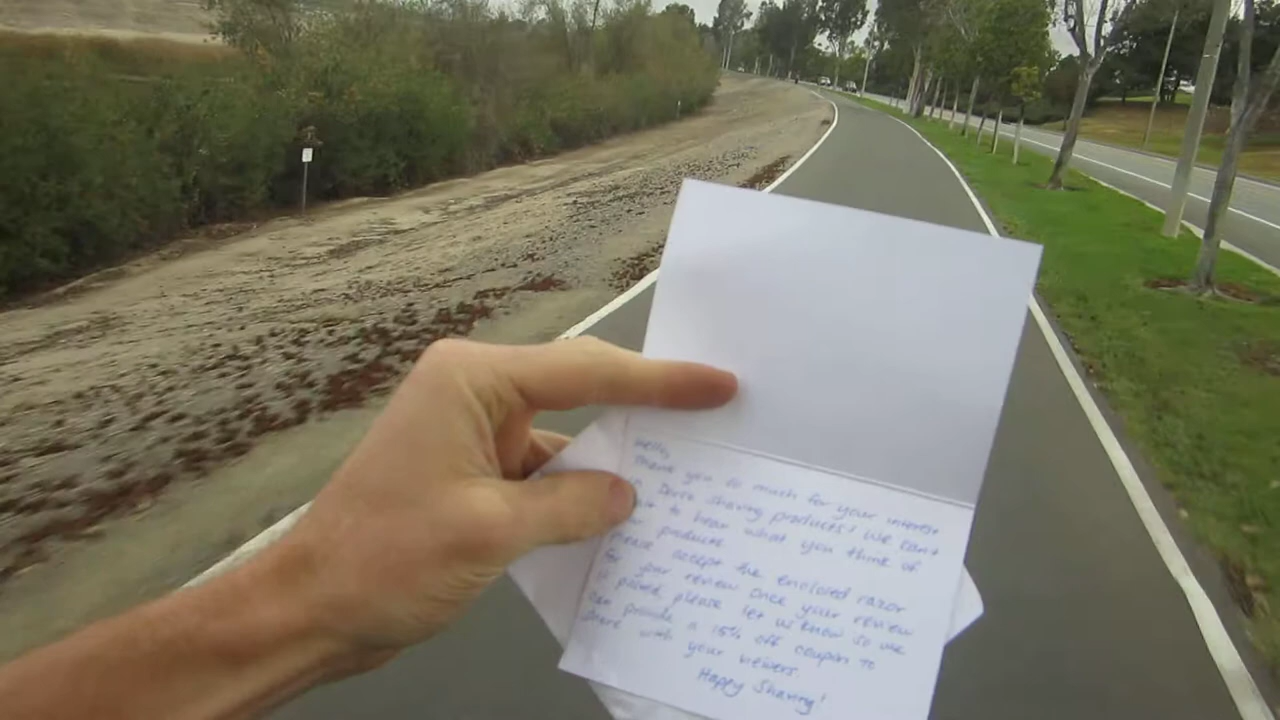 Hello,
Thank you so much for your interest
in Dorco shaving products! We can't
wait to hear what you think of
our products.
Please accept the enclosed razor
for your review. Once your review
is posted please let us know so we
can provide a 15% off coupon to
share with your viewers.
Happy Shaving!